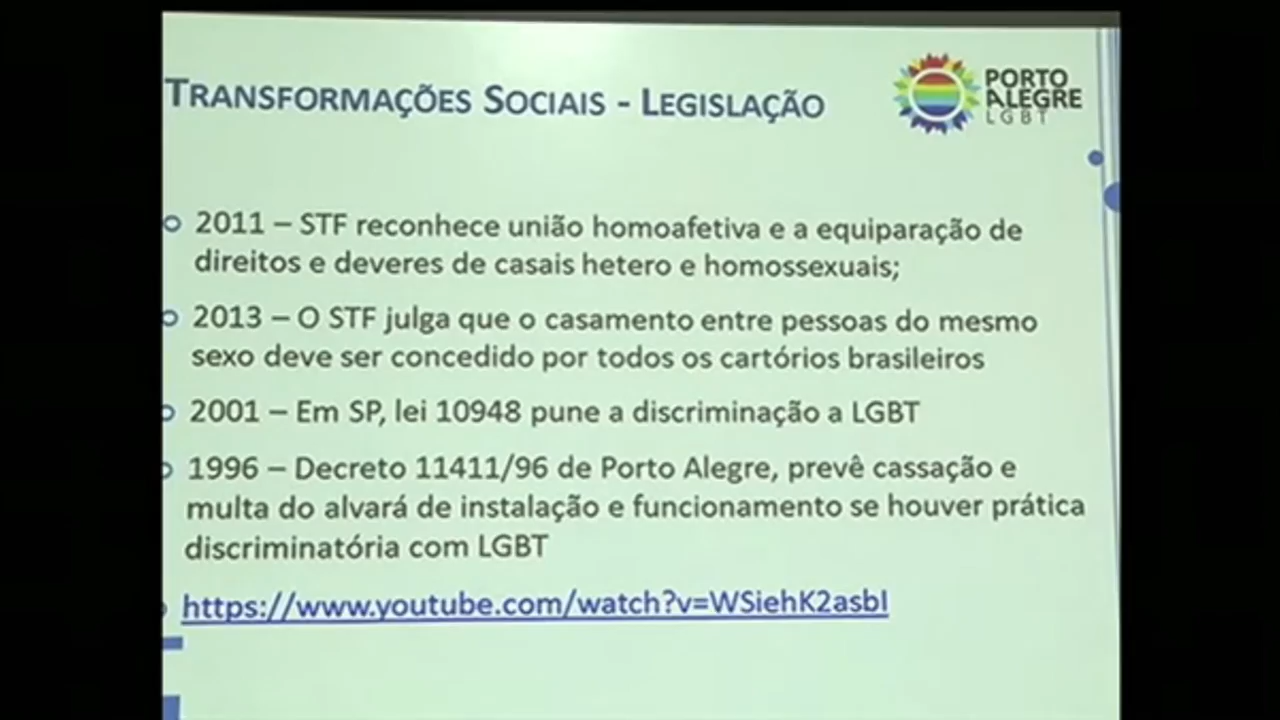 TRANSFORMAÇÕES SOCIAIS - LEGISLAÇÃO
PORTO
ALEGRE
LGBT
2011 – STF reconhece união homoafetiva e a equiparação de
direitos e deveres de casais hetero e homossexuais;
2013 – O STF julga que o casamento entre pessoas do mesmo
sexo deve ser concedido por todos os cartórios brasileiros
2001 – Em SP, lei 10948 pune a discriminação a LGBT
1996 – Decreto 11411/96 de Porto Alegre, prevê cassação e
multa do alvará de instalação e funcionamento se houver prática
discriminatória com LGBT
https://www.youtube.com/watch?v=WSiehK2asbI